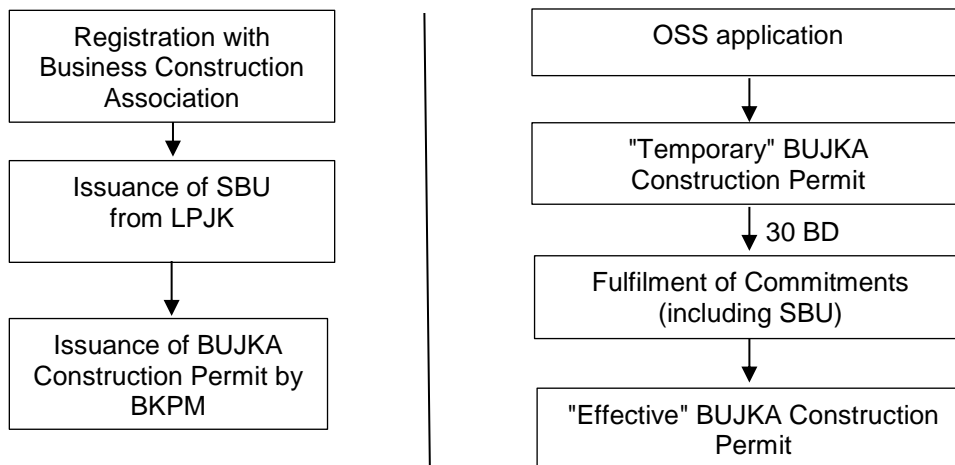 Registration with
Business Construction
Association
Issuance of SBU
from LPJK
Issuance of BUJKA
Construction Permit by
BKPM
OSS application
"Temporary" BUJKA
Construction Permit
30 BD
Fulfilment of Commitments
(including SBU)
"Effective" BUJKA Construction
Permit